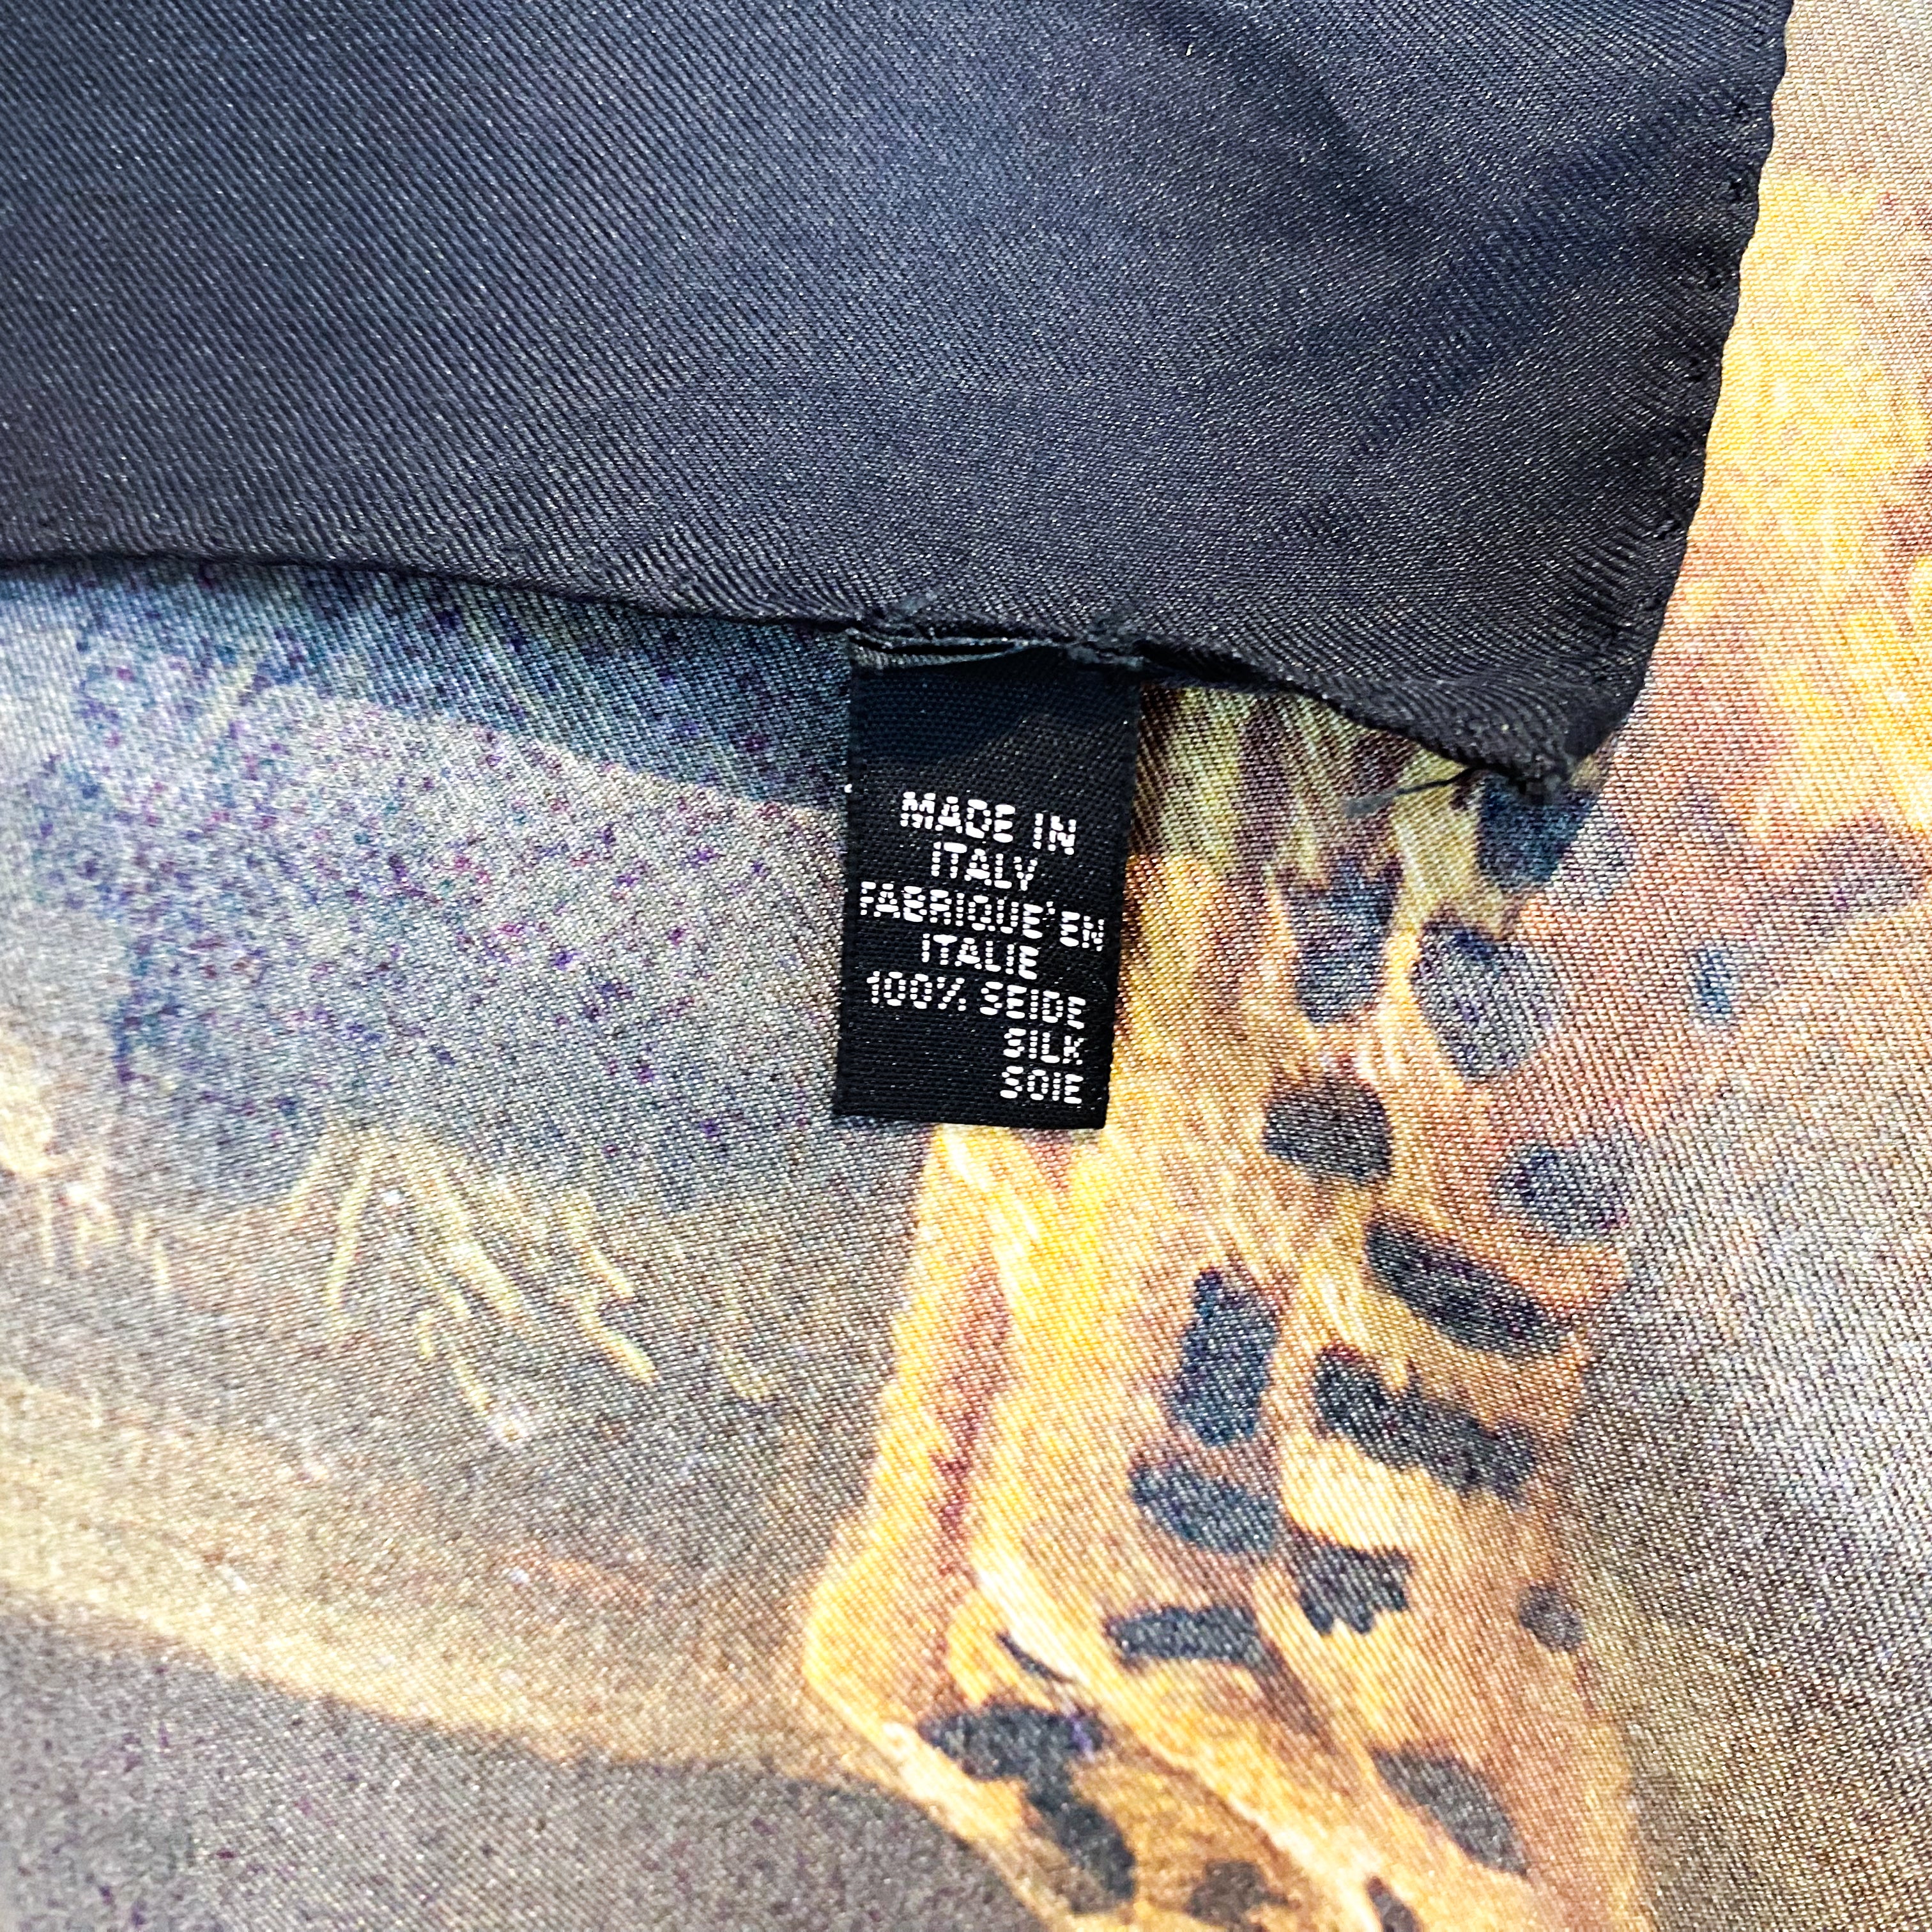 MADE IN
ITALY
FABRIQUE' EN
ITALIE
100% SEIDE
SILK
SOIE